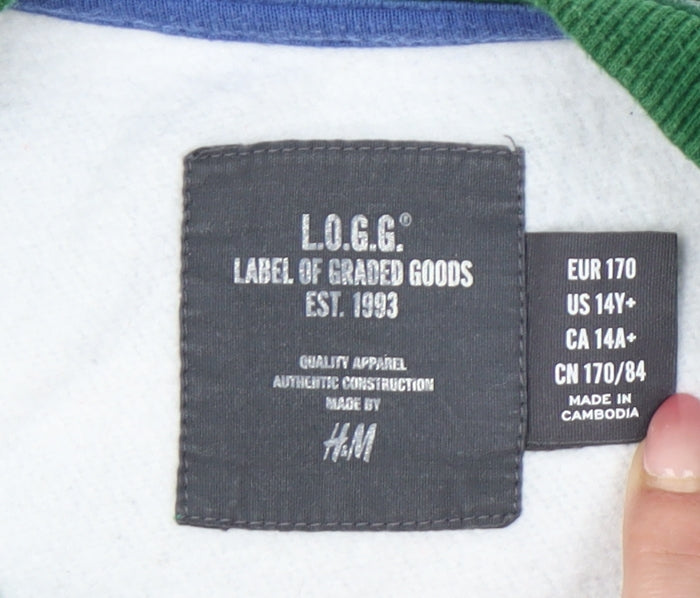 L.O.G.G.®
LABEL OF GRADED GOODS
EST. 1993
QUALITY APPAREL
AUTHENTIC CONSTRUCTION
MADE BY
H&M
EUR 170
US 14Y+
CA 14A+
CN 170/84
MADE IN
CAMBODIA